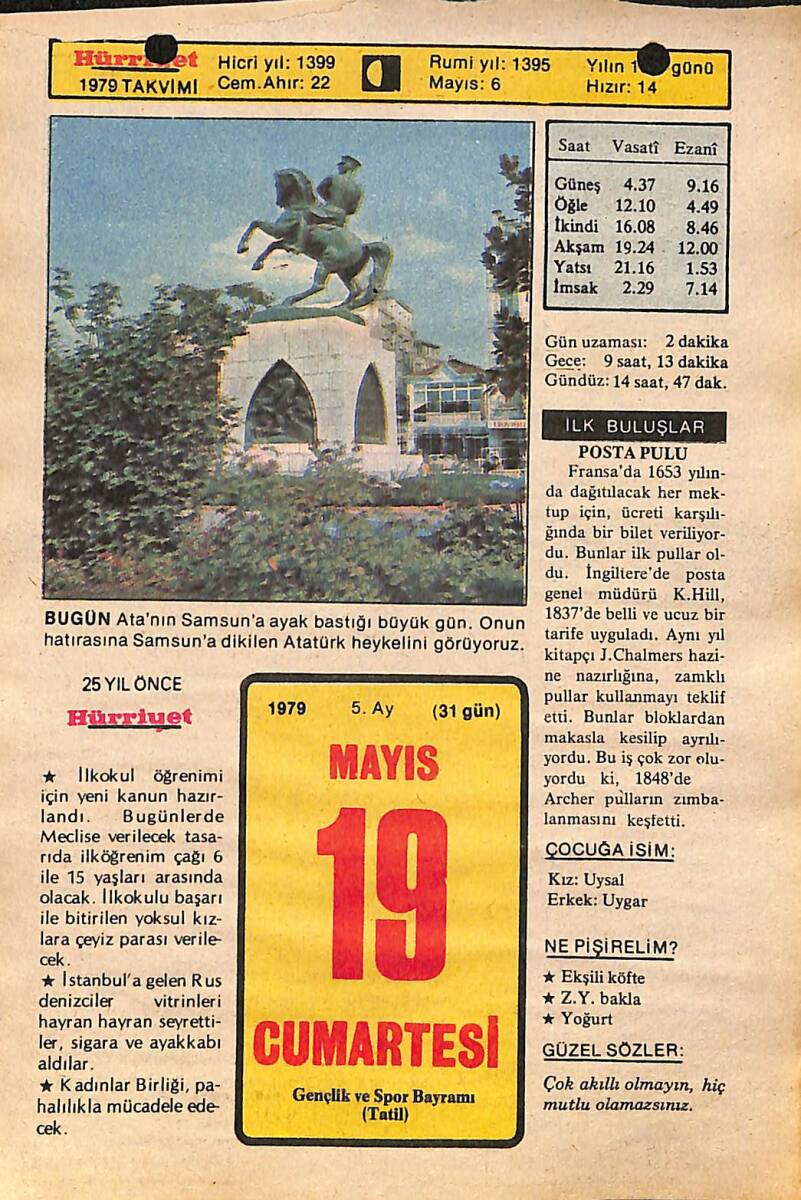 Hürriyet
1979 TAKVİMİ
Hicri yıl: 1399
Cem.Ahır: 22
Rumi yıl: 1395
Mayıs: 6
Yılın günü
Hızır: 14
Saat Vasatî Ezanî
Güneş 4.37 9.16
Öğle 12.10 4.49
İkindi 16.08 8.46
Akşam 19.24 12.00
Yatsı 21.16 1.53
İmsak 2.29 7.14
Gün uzaması: 2 dakika
Gece: 9 saat, 13 dakika
Gündüz: 14 saat, 47 dak.
BUGÜN Ata'nın Samsun'a ayak bastığı büyük gün. Onun
hatırasına Samsun'a dikilen Atatürk heykelini görüyoruz.
İLK BULUŞLAR
POSTA PULU
Fransa'da 1653 yılın-
da dağıtılacak her mek-
tup için, ücreti karşılı-
ğında bir bilet veriliyor-
du. Bunlar ilk pullar ol-
du. İngiltere'de posta
genel müdürü K.Hill,
1837'de belli ve ucuz bir
tarife uyguladı. Aynı yıl
kitapçı J.Chalmers hazi-
ne nazırlığına, zamklı
pullar kullanmayı teklif
etti. Bunlar bloklardan
makasla kesilip ayrılı-
yordu. Bu iş çok zor olu-
yordu ki, 1848'de
Archer pulların zımba-
lanmasını keşfetti.
25 YIL ÖNCE
Hürriyet
★ İlkokul öğrenimi
için yeni kanun hazır-
landı. Bugünlerde
Meclise verilecek tasa-
rıda ilköğrenim çağı 6
ile 15 yaşları arasında
olacak. İlkokulu başarı
ile bitirilen yoksul kız-
lara çeyiz parası verile-
cek.
★ İstanbul'a gelen Rus
denizciler vitrinleri
hayran hayran seyretti-
ler, sigara ve ayakkabı
aldılar.
★ Kadınlar Birliği, pa-
halılıkla mücadele ede-
cek.
1979 5. Ay (31 gün)
MAYIS
19
CUMARTESİ
Gençlik ve Spor Bayramı
(Tatil)
ÇOCUĞA İSİM:
Kız: Uysal
Erkek: Uygar
NE PİŞİRELİM?
★ Ekşili köfte
★ Z.Y. bakla
★ Yoğurt
GÜZEL SÖZLER:
Çok akıllı olmayın, hiç
mutlu olamazsınız.